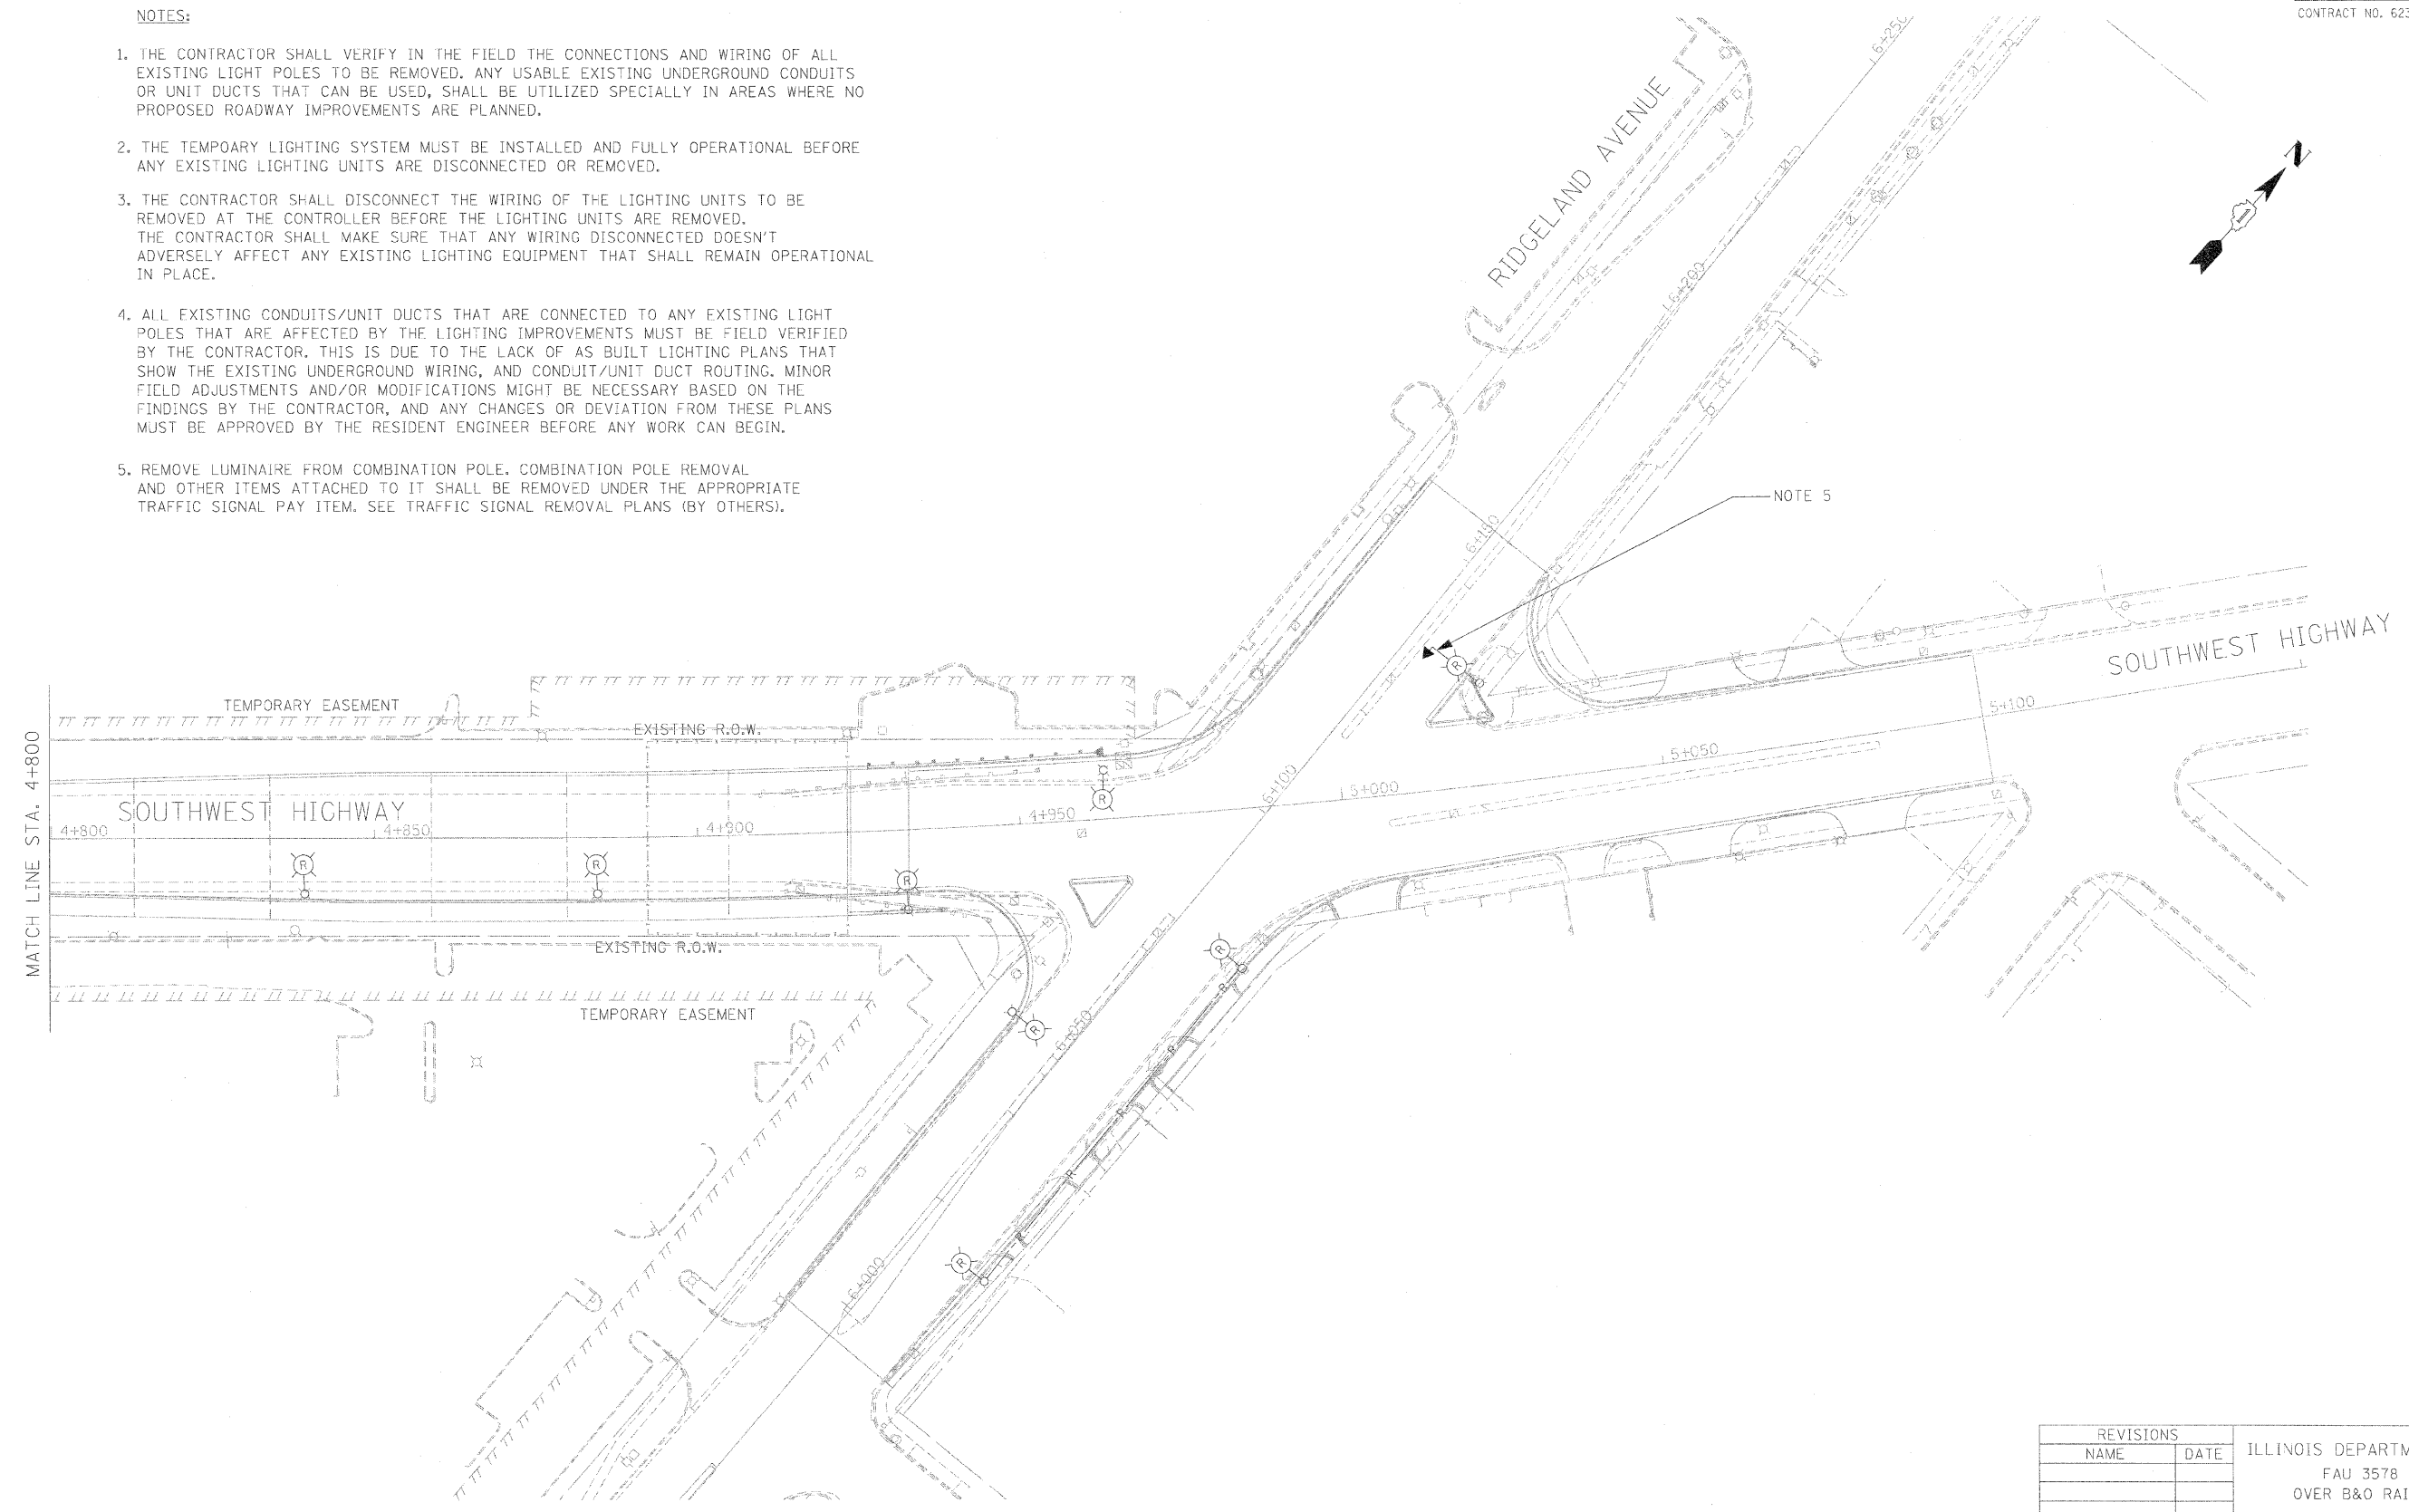 CONTRACT NO. 623
NOTES:
1. THE CONTRACTOR SHALL VERIFY IN THE FIELD THE CONNECTIONS AND WIRING OF ALL
EXISTING LIGHT POLES TO BE REMOVED. ANY USABLE EXISTING UNDERGROUND CONDUITS
OR UNIT DUCTS THAT CAN BE USED, SHALL BE UTILIZED SPECIALLY IN AREAS WHERE NO
PROPOSED ROADWAY IMPROVEMENTS ARE PLANNED.
2. THE TEMPOARY LIGHTING SYSTEM MUST BE INSTALLED AND FULLY OPERATIONAL BEFORE
ANY EXISTING LIGHTING UNITS ARE DISCONNECTED OR REMOVED.
3. THE CONTRACTOR SHALL DISCONNECT THE WIRING OF THE LIGHTING UNITS TO BE
REMOVED AT THE CONTROLLER BEFORE THE LIGHTING UNITS ARE REMOVED.
THE CONTRACTOR SHALL MAKE SURE THAT ANY WIRING DISCONNECTED DOESN'T
ADVERSELY AFFECT ANY EXISTING LIGHTING EQUIPMENT THAT SHALL REMAIN OPERATIONAL
IN PLACE.
4. ALL EXISTING CONDUITS/UNIT DUCTS THAT ARE CONNECTED TO ANY EXISTING LIGHT
POLES THAT ARE AFFECTED BY THE LIGHTING IMPROVEMENTS MUST BE FIELD VERIFIED
BY THE CONTRACTOR. THIS IS DUE TO THE LACK OF AS BUILT LIGHTING PLANS THAT
SHOW THE EXISTING UNDERGROUND WIRING, AND CONDUIT/UNIT DUCT ROUTING. MINOR
FIELD ADJUSTMENTS AND/OR MODIFICATIONS MIGHT BE NECESSARY BASED ON THE
FINDINGS BY THE CONTRACTOR, AND ANY CHANGES OR DEVIATION FROM THESE PLANS
MUST BE APPROVED BY THE RESIDENT ENGINEER BEFORE ANY WORK CAN BEGIN.
5. REMOVE LUMINAIRE FROM COMBINATION POLE. COMBINATION POLE REMOVAL
AND OTHER ITEMS ATTACHED TO IT SHALL BE REMOVED UNDER THE APPROPRIATE
TRAFFIC SIGNAL PAY ITEM. SEE TRAFFIC SIGNAL REMOVAL PLANS (BY OTHERS).
RIDGELAND AVENUE
6+250
N
6+200
6+150
NOTE 5
R
SOUTHWEST HIGHWAY
5+100
5+050
5+000
6+100
TEMPORARY EASEMENT
EXISTING R.O.W.
MATCH LINE STA. 4+800
SOUTHWEST HIGHWAY
4+800
4+850
4+900
4+950
R
R
R
R
EXISTING R.O.W.
TEMPORARY EASEMENT
R
R
6+050
R
R
R
R
R
R
6+000
REVISIONS
NAME
DATE
ILLINOIS DEPARTM
FAU 3578
OVER B&O RAI